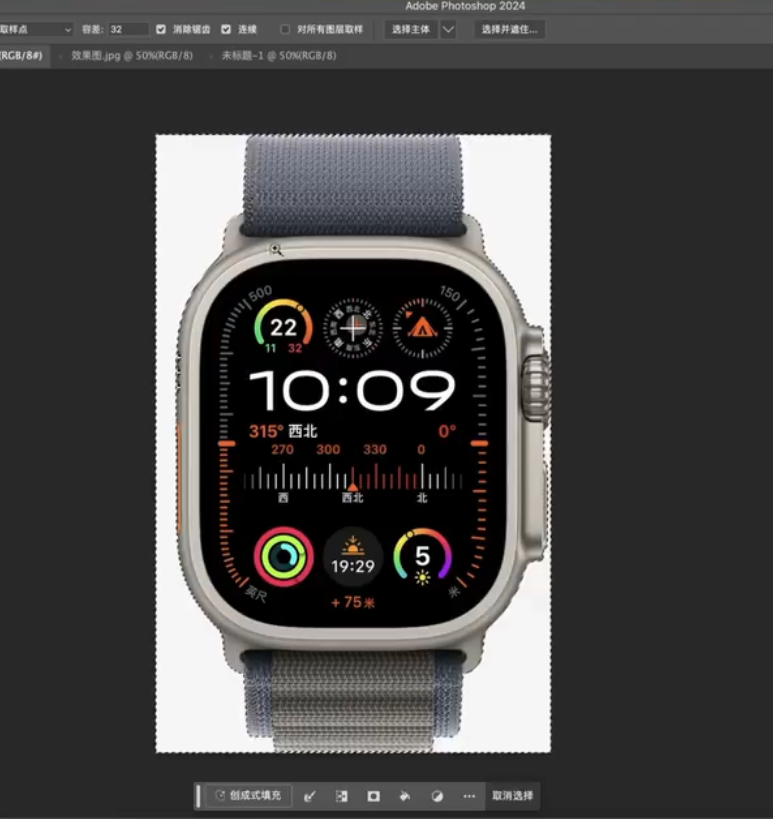 Adobe Photoshop 2024
取样点 容差: 32 消除锯齿 连续 对所有图层取样 选择主体 选择并遮住...
(RGB/8#) 效果图.jpg @ 50%(RGB/8) 未标题-1 @ 50%(RGB/8)
500 150
22
11 32
10:09
315° 西北 0°
270 300 330 0
西 西北 北
19:29 5
英尺 米
+ 75米
创成式填充 取消选择